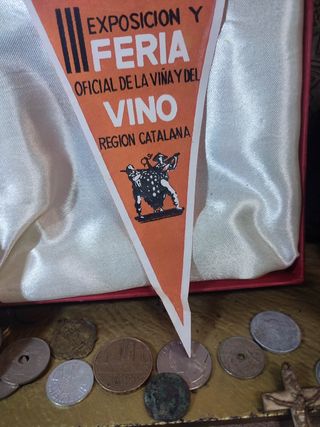 III EXPOSICION Y
FERIA
OFICIAL DE LA VIÑA Y DEL
VINO
REGION CATALANA